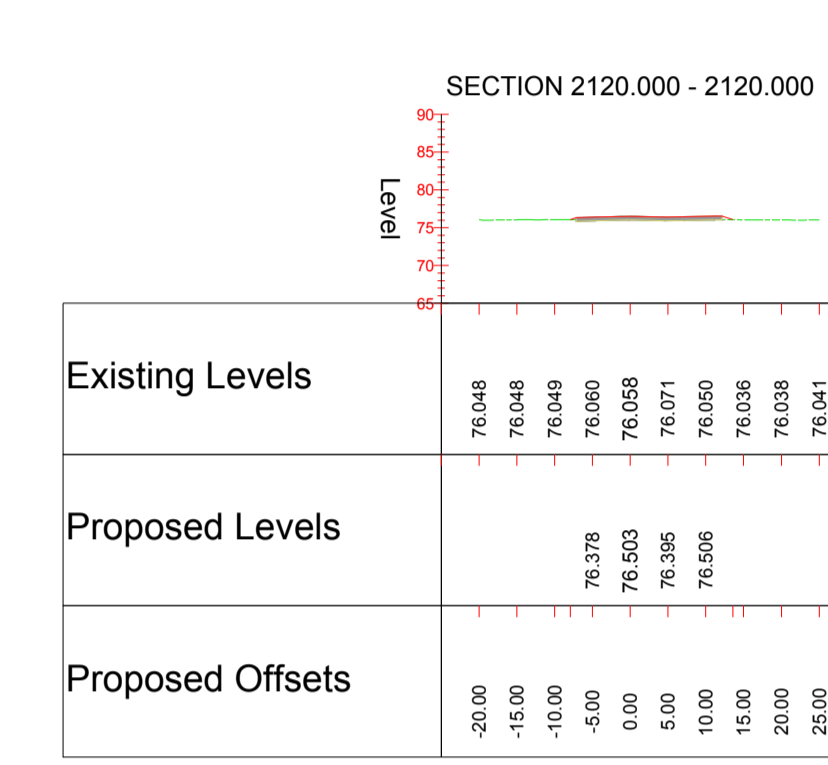 SECTION 2120.000 - 2120.000
Level
90
85
80
75
70
65
Existing Levels
76.048 76.048 76.049 76.060 76.058 76.071 76.050 76.036 76.038 76.041
Proposed Levels
76.378 76.503 76.395 76.506
Proposed Offsets
-20.00 -15.00 -10.00 -5.00 0.00 5.00 10.00 15.00 20.00 25.00